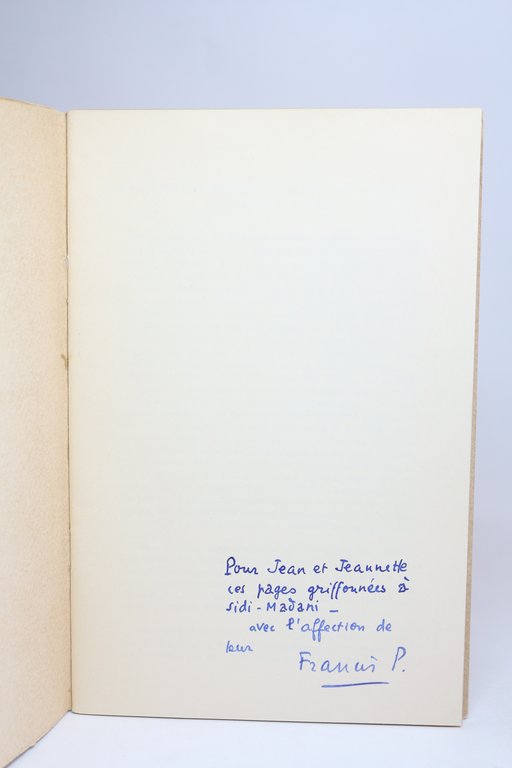 Pour Jean et Jeannette
ces pages griffonnées à
Sidi-Madani –
avec l'affection de
leur
Francis P.